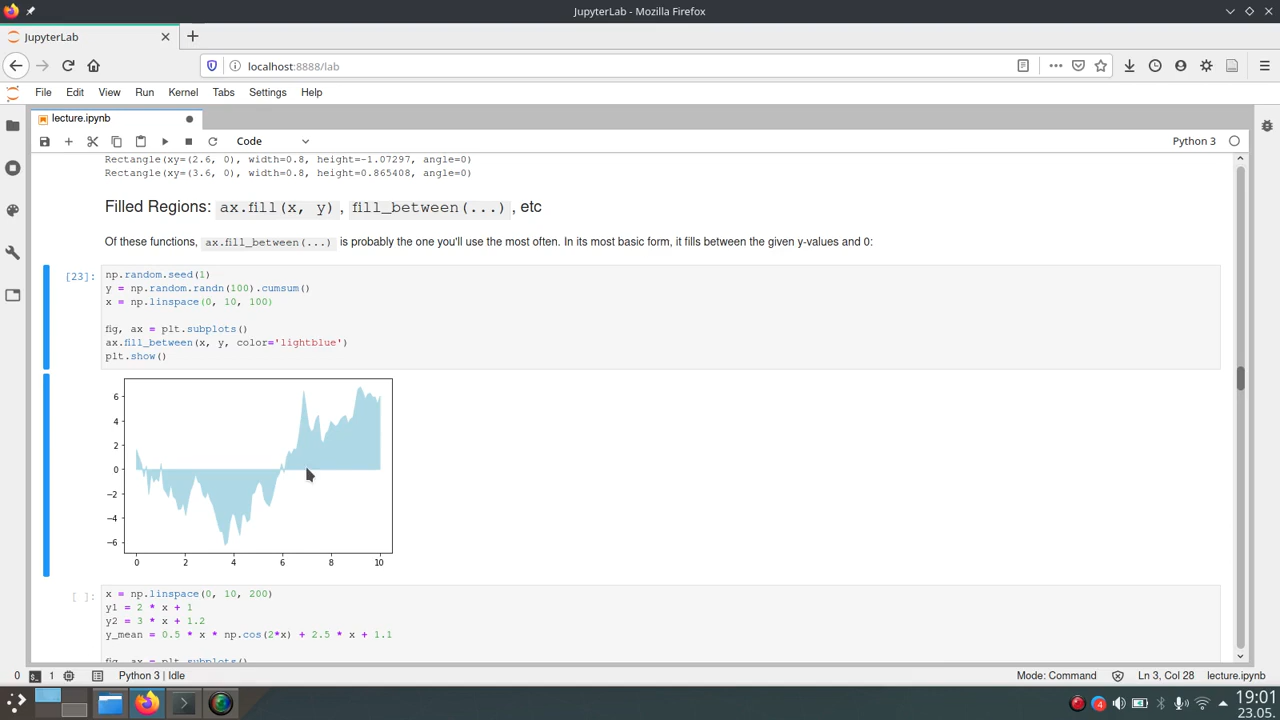 JupyterLab - Mozilla Firefox
JupyterLab
localhost:8888/lab
File Edit View Run Kernel Tabs Settings Help
lecture.ipynb
Code
Python 3
Rectangle(xy=(2.6, 0), width=0.8, height=-1.07297, angle=0)
Rectangle(xy=(3.6, 0), width=0.8, height=0.865408, angle=0)
Filled Regions: ax.fill(x, y), fill_between(...), etc
Of these functions, ax.fill_between(...) is probably the one you'll use the most often. In its most basic form, it fills between the given y-values and 0:
[23]:
np.random.seed(1)
y = np.random.randn(100).cumsum()
x = np.linspace(0, 10, 100)
fig, ax = plt.subplots()
ax.fill_between(x, y, color='lightblue')
plt.show()
6
4
2
0
−2
−4
−6
0 2 4 6 8 10
[ ]:
x = np.linspace(0, 10, 200)
y1 = 2 * x + 1
y2 = 3 * x + 1.2
y_mean = 0.5 * x * np.cos(2*x) + 2.5 * x + 1.1
fig, ax = plt.subplots()
0 1 Python 3 | Idle Mode: Command Ln 3, Col 28 lecture.ipynb
4
19:01
23.05.